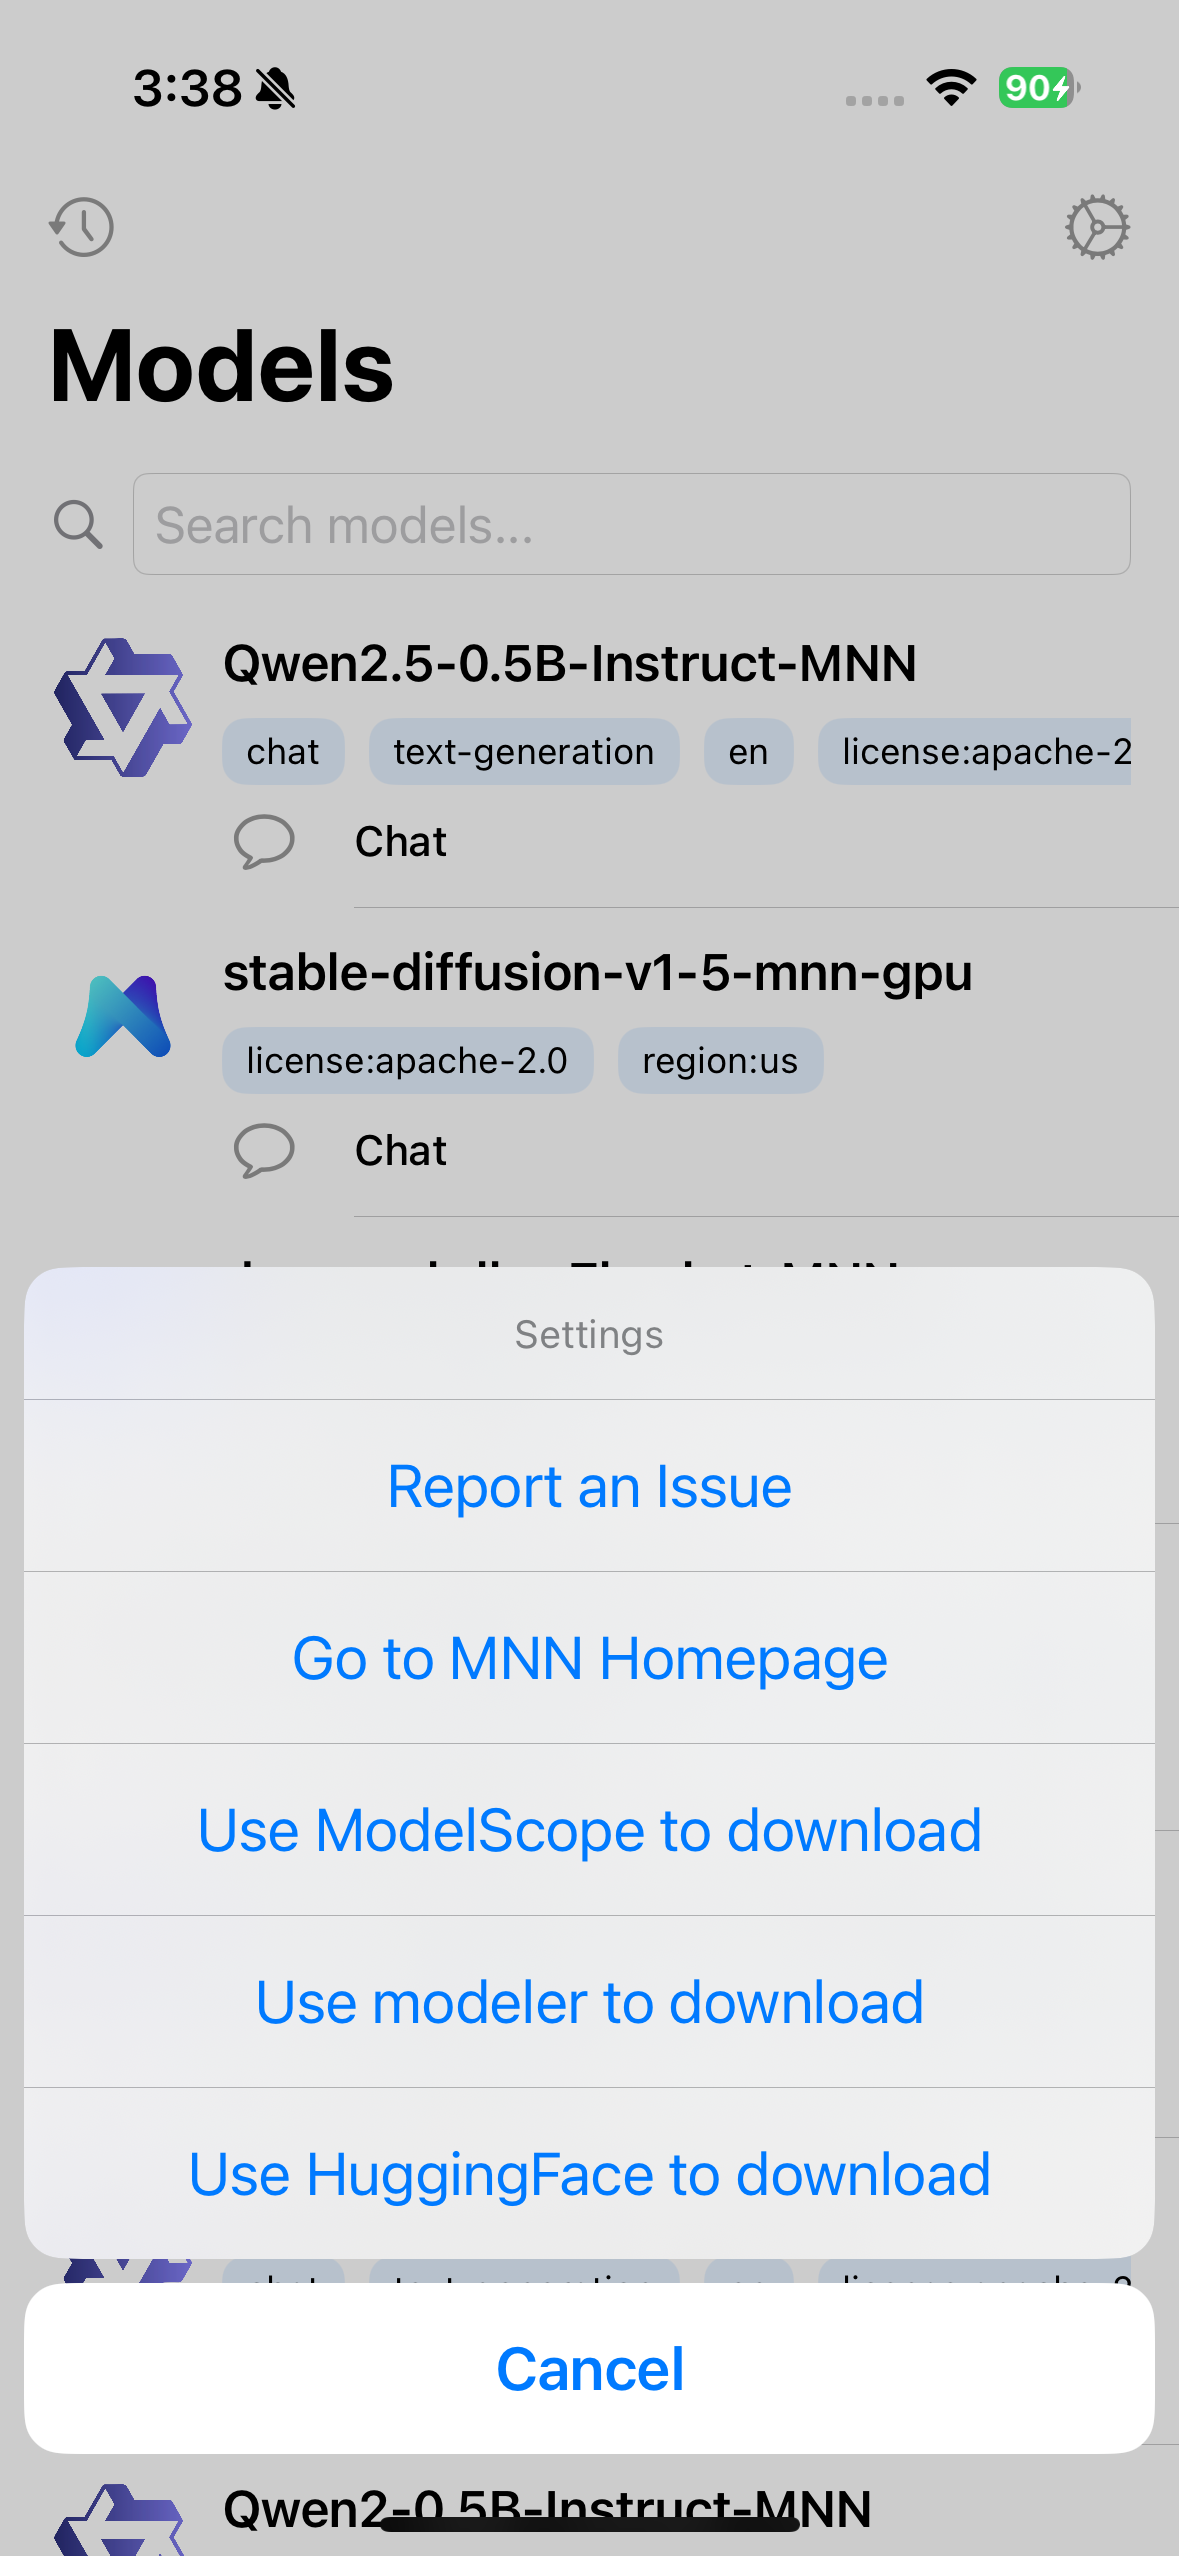 3:38
90
Models
Search models...
Qwen2.5-0.5B-Instruct-MNN
chat text-generation en license:apache-2
Chat
stable-diffusion-v1-5-mnn-gpu
license:apache-2.0 region:us
Chat
Settings
Report an Issue
Go to MNN Homepage
Use ModelScope to download
Use modeler to download
Use HuggingFace to download
Cancel
Qwen2-0.5B-Instruct-MNN